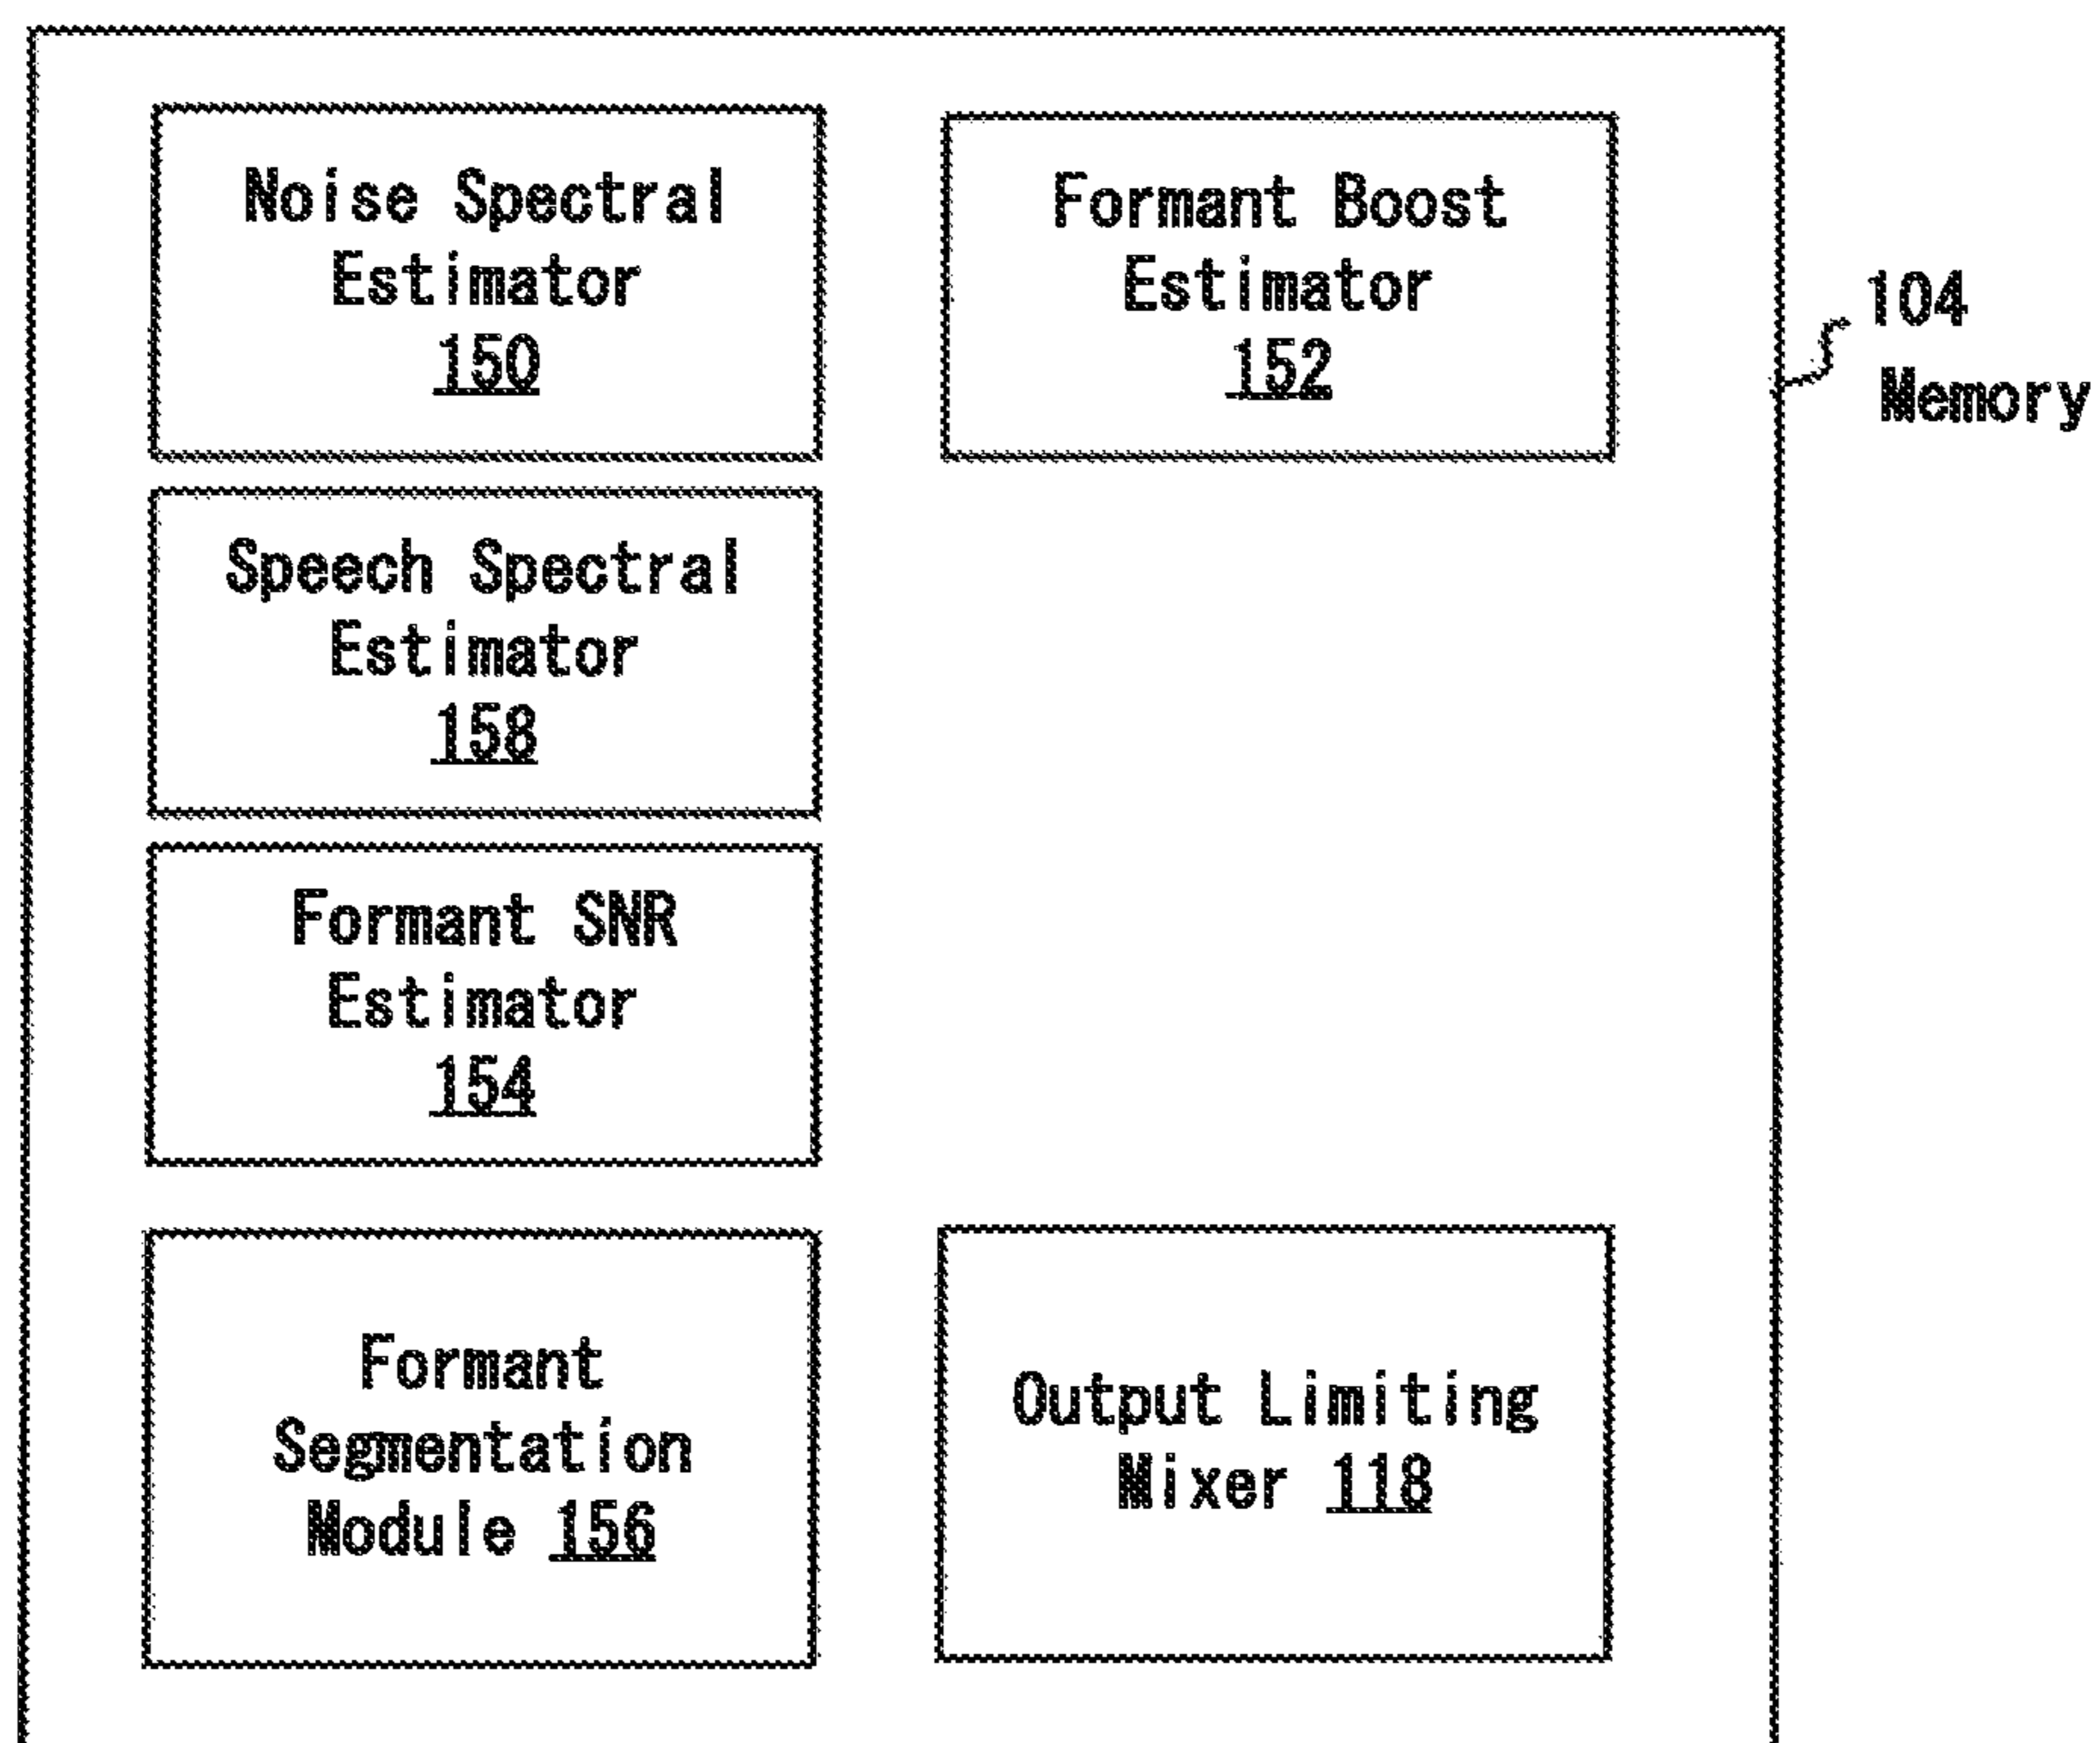 Noise Spectral
Estimator
150
Formant Boost
Estimator
152
104
Memory
Speech Spectral
Estimator
158
Formant SNR
Estimator
154
Formant
Segmentation
Module 156
Output Limiting
Mixer 118